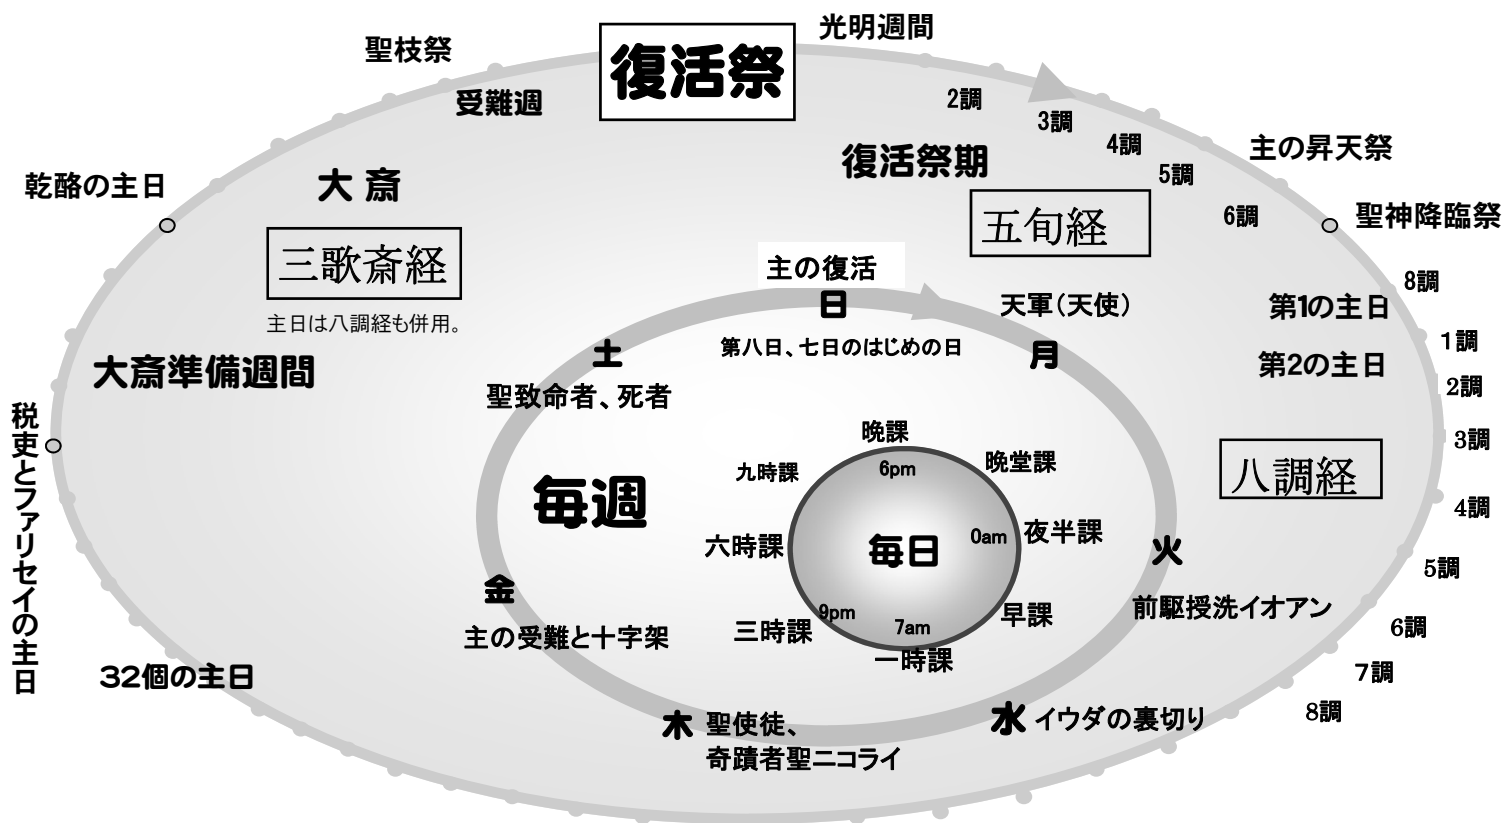 光明週間
聖枝祭
復活祭
受難週
2調
3調
4調
5調
6調
主の昇天祭
復活祭期
乾酪の主日
大 斎
五旬経
聖神降臨祭
三歌斎経
主日は八調経も併用。
主の復活
日
第八日、七日のはじめの日
天軍（天使）
月
8調
第1の主日
1調
第2の主日
2調
3調
大斎準備週間
土
聖致命者、死者
税吏とファリセイの主日
毎週
晩課
6pm
晩堂課
九時課
八調経
4調
六時課
毎日
0am
夜半課
火
前駆授洗イオアン
5調
金
主の受難と十字架
9pm
三時課
7am
一時課
早課
6調
7調
8調
32個の主日
木
聖使徒、
奇蹟者聖ニコライ
水
イウダの裏切り